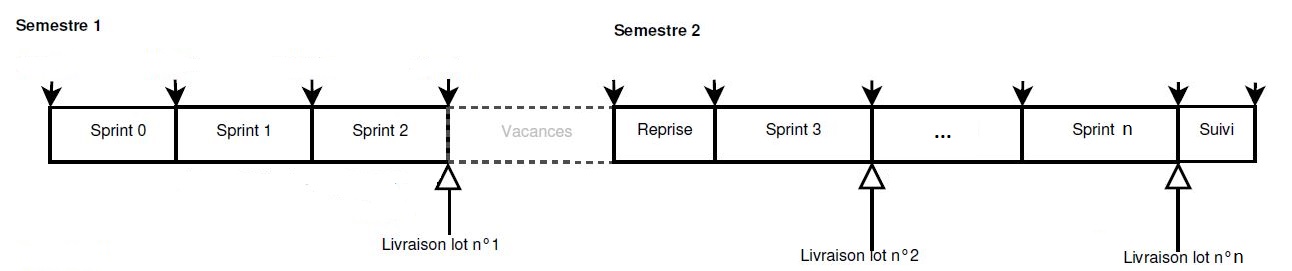 Semestre 1
Semestre 2
Sprint 0
Sprint 1
Sprint 2
Vacances
Reprise
Sprint 3
...
Sprint n
Suivi
Livraison lot n°1
Livraison lot n°2
Livraison lot n°n